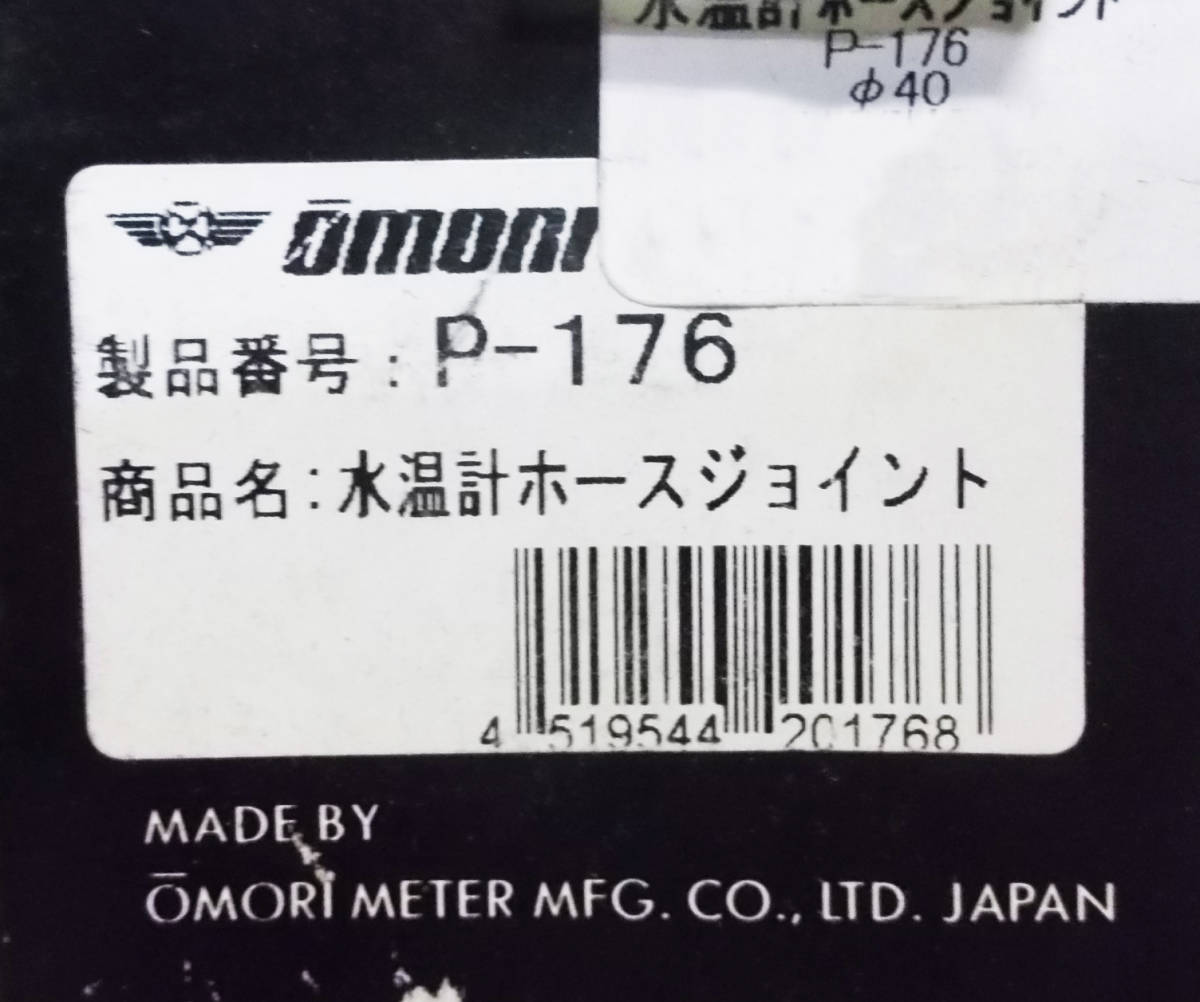 水温計ホースジョイント
P-176
φ40
ŌMORI
製品番号：P-176
商品名：水温計ホースジョイント
4 519544 201768
MADE BY
ŌMORI METER MFG. CO., LTD. JAPAN